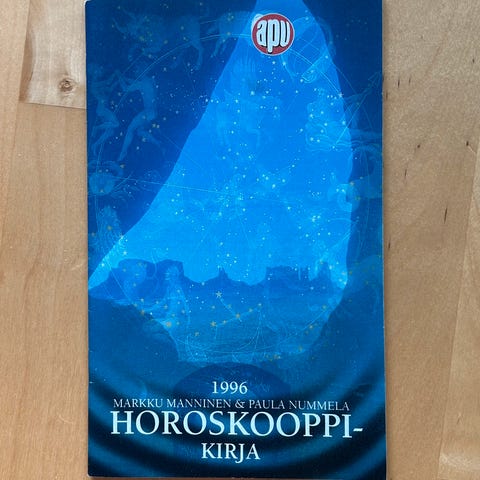 apu
1996
MARKKU MANNINEN & PAULA NUMMELA
HOROSKOOPPI-
KIRJA